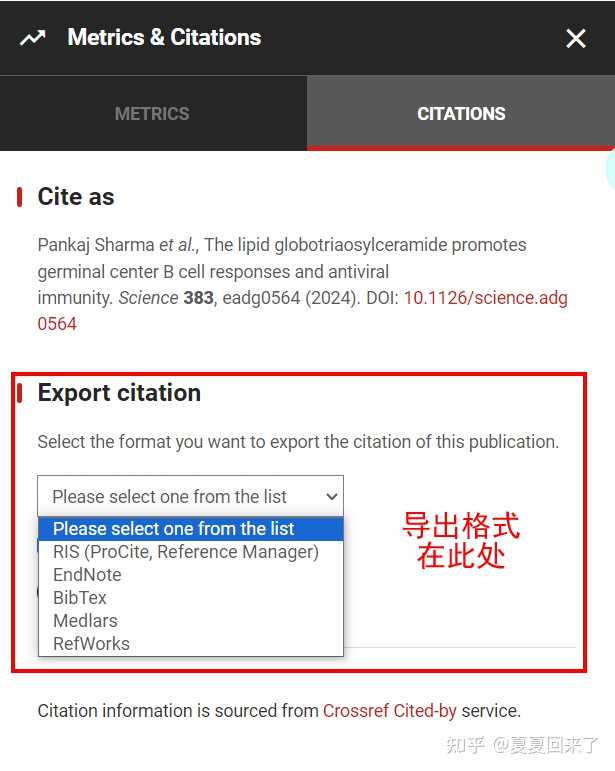 Metrics & Citations
METRICS
CITATIONS
Cite as
Pankaj Sharma et al., The lipid globotriaosylceramide promotes
germinal center B cell responses and antiviral
immunity. Science 383, eadg0564 (2024). DOI: 10.1126/science.adg
0564
Export citation
Select the format you want to export the citation of this publication.
Please select one from the list
Please select one from the list
RIS (ProCite, Reference Manager)
EndNote
BibTex
Medlars
RefWorks
导出格式
在此处
Citation information is sourced from Crossref Cited-by service.
知乎 @夏夏回来了